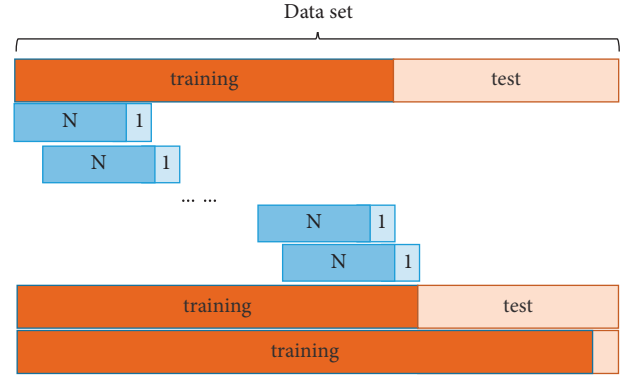 Data set
training test
N 1
N 1
... ...
N 1
N 1
training test
training